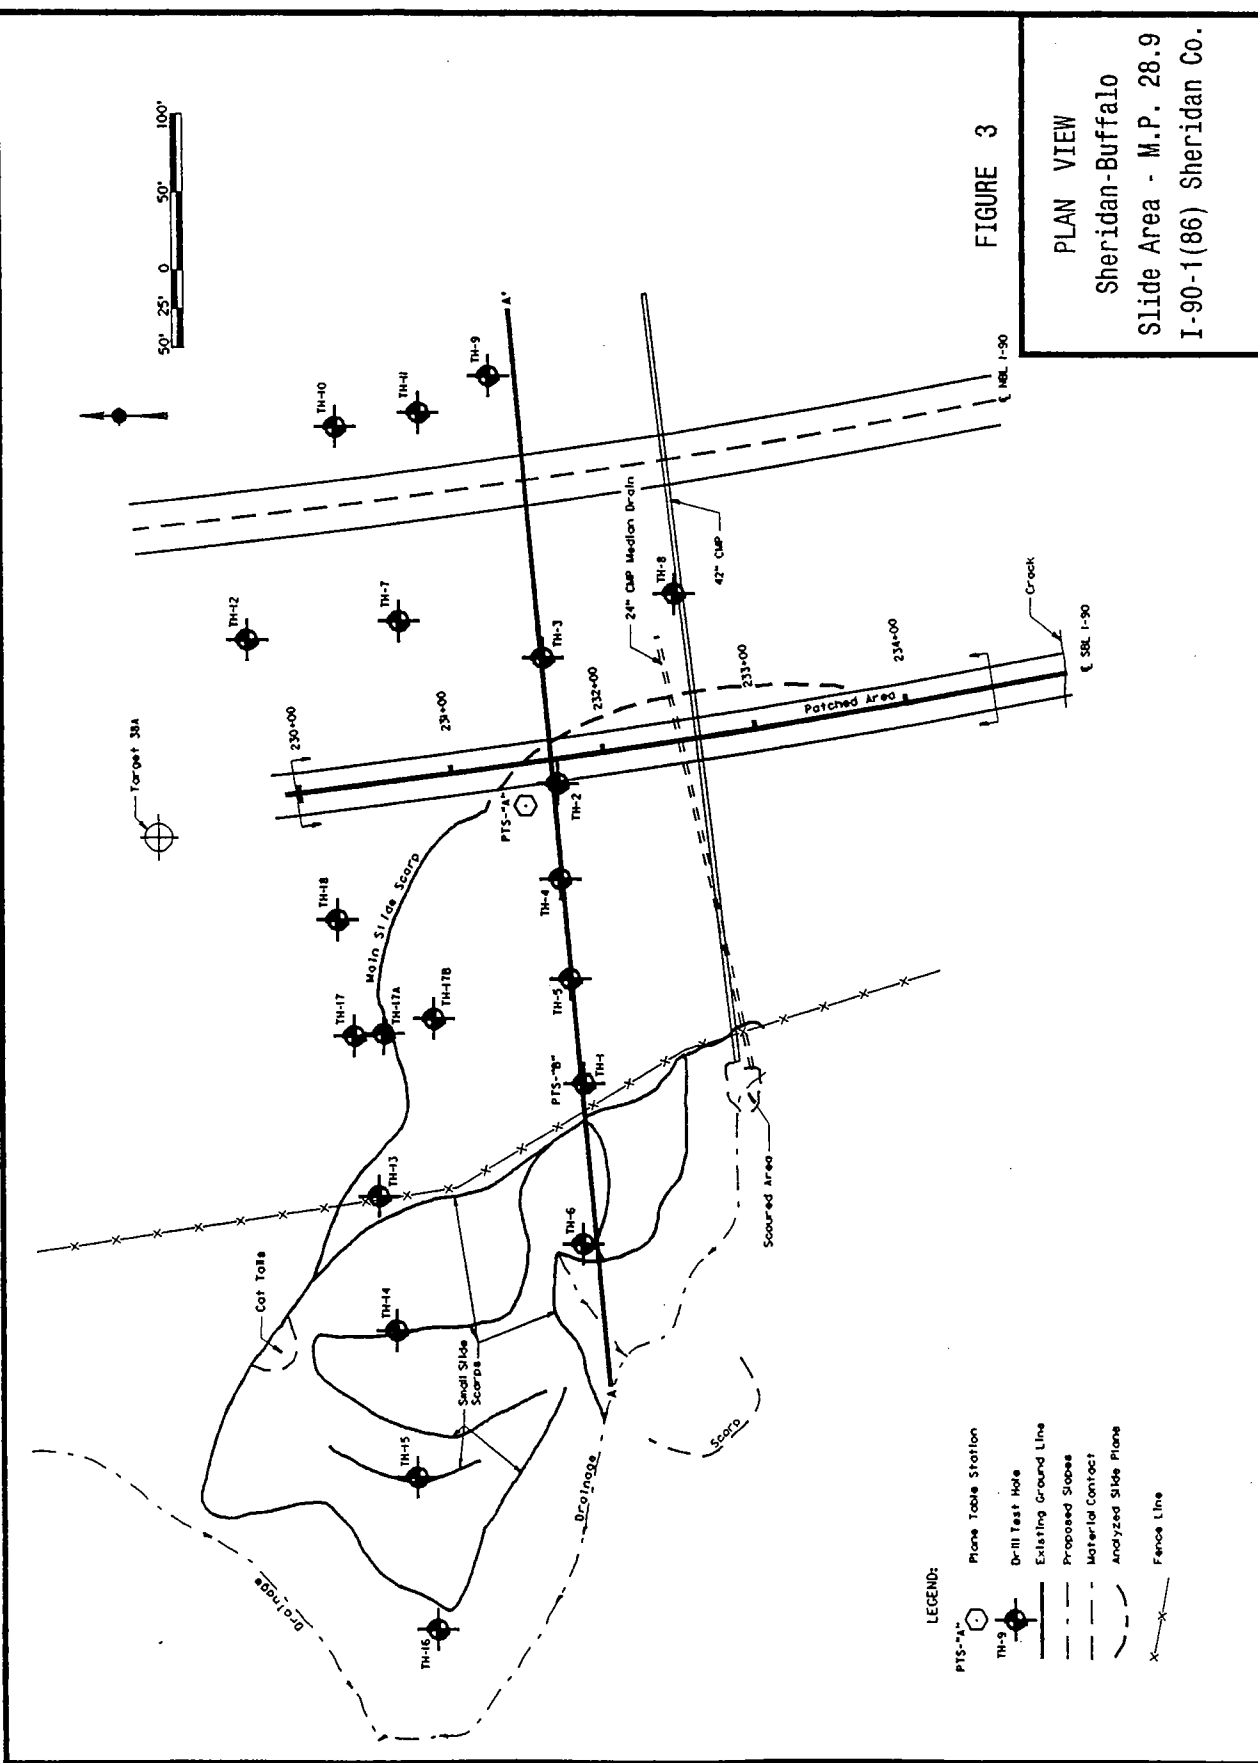 50' 25' 0 50' 100'
TH-10
TH-11
TH-9
A'
TH-12
TH-7
TH-3
TH-8
24" CMP Median Drain
42" CMP
℄ NBL I-90
Target 38A
230+00
231+00
232+00
233+00
234+00
Patched Area
Crack
℄ SBL I-90
PTS-"A"
TH-2
TH-18
Main Slide Scarp
TH-4
TH-17
TH-17A
TH-17B
TH-5
PTS-"B"
TH-1
TH-13
TH-6
Scoured Area
Cat Tails
TH-14
Small Slide
Scarps
A
TH-15
Scarp
Drainage
Drainage
TH-16
LEGEND:
PTS-"A" Plane Table Station
TH-9 Drill Test Hole
Existing Ground Line
Proposed Slopes
Material Contact
Analyzed Slide Plane
Fence Line
FIGURE 3
PLAN VIEW
Sheridan-Buffalo
Slide Area - M.P. 28.9
I-90-1(86) Sheridan Co.